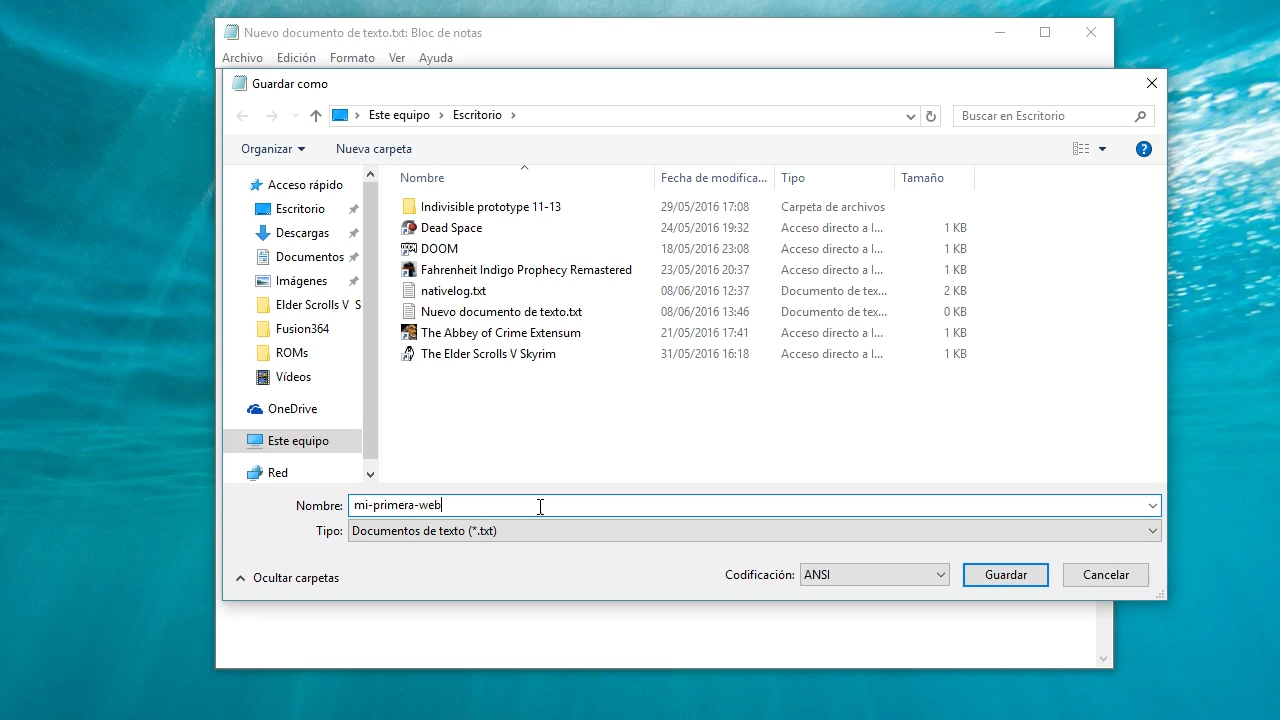 Nuevo documento de texto.txt: Bloc de notas
Archivo Edición Formato Ver Ayuda
Guardar como
Este equipo Escritorio
Buscar en Escritorio
Organizar Nueva carpeta
Acceso rápido
Escritorio
Descargas
Documentos
Imágenes
Elder Scrolls V S
Fusion364
ROMs
Vídeos
OneDrive
Este equipo
Red
Nombre Fecha de modifica... Tipo Tamaño
Indivisible prototype 11-13 29/05/2016 17:08 Carpeta de archivos
Dead Space 24/05/2016 19:32 Acceso directo a l... 1 KB
DOOM 18/05/2016 23:08 Acceso directo a l... 1 KB
Fahrenheit Indigo Prophecy Remastered 23/05/2016 20:37 Acceso directo a l... 1 KB
nativelog.txt 08/06/2016 12:37 Documento de tex... 2 KB
Nuevo documento de texto.txt 08/06/2016 13:46 Documento de tex... 0 KB
The Abbey of Crime Extensum 21/05/2016 17:41 Acceso directo a l... 1 KB
The Elder Scrolls V Skyrim 31/05/2016 16:18 Acceso directo a l... 1 KB
Nombre: mi-primera-web
Tipo: Documentos de texto (*.txt)
Ocultar carpetas
Codificación: ANSI
Guardar Cancelar